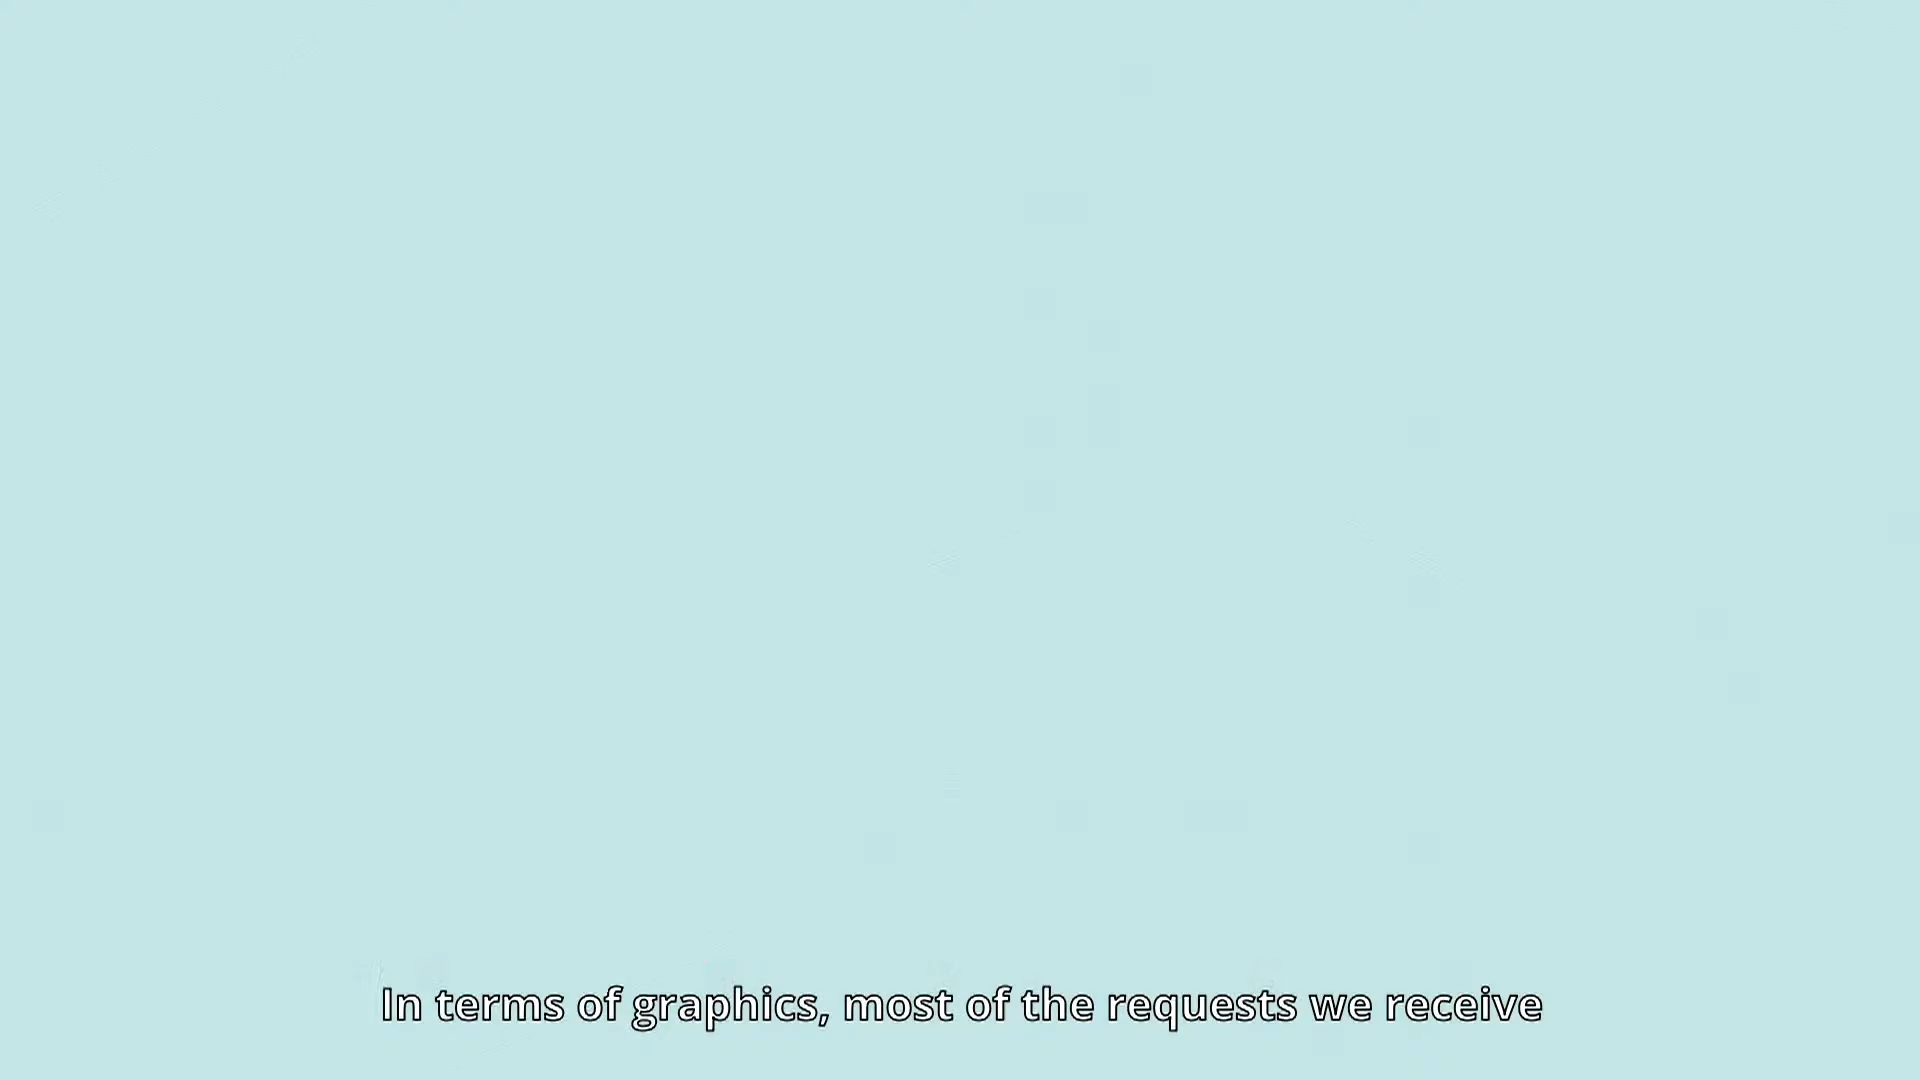 In terms of graphics, most of the requests we receive